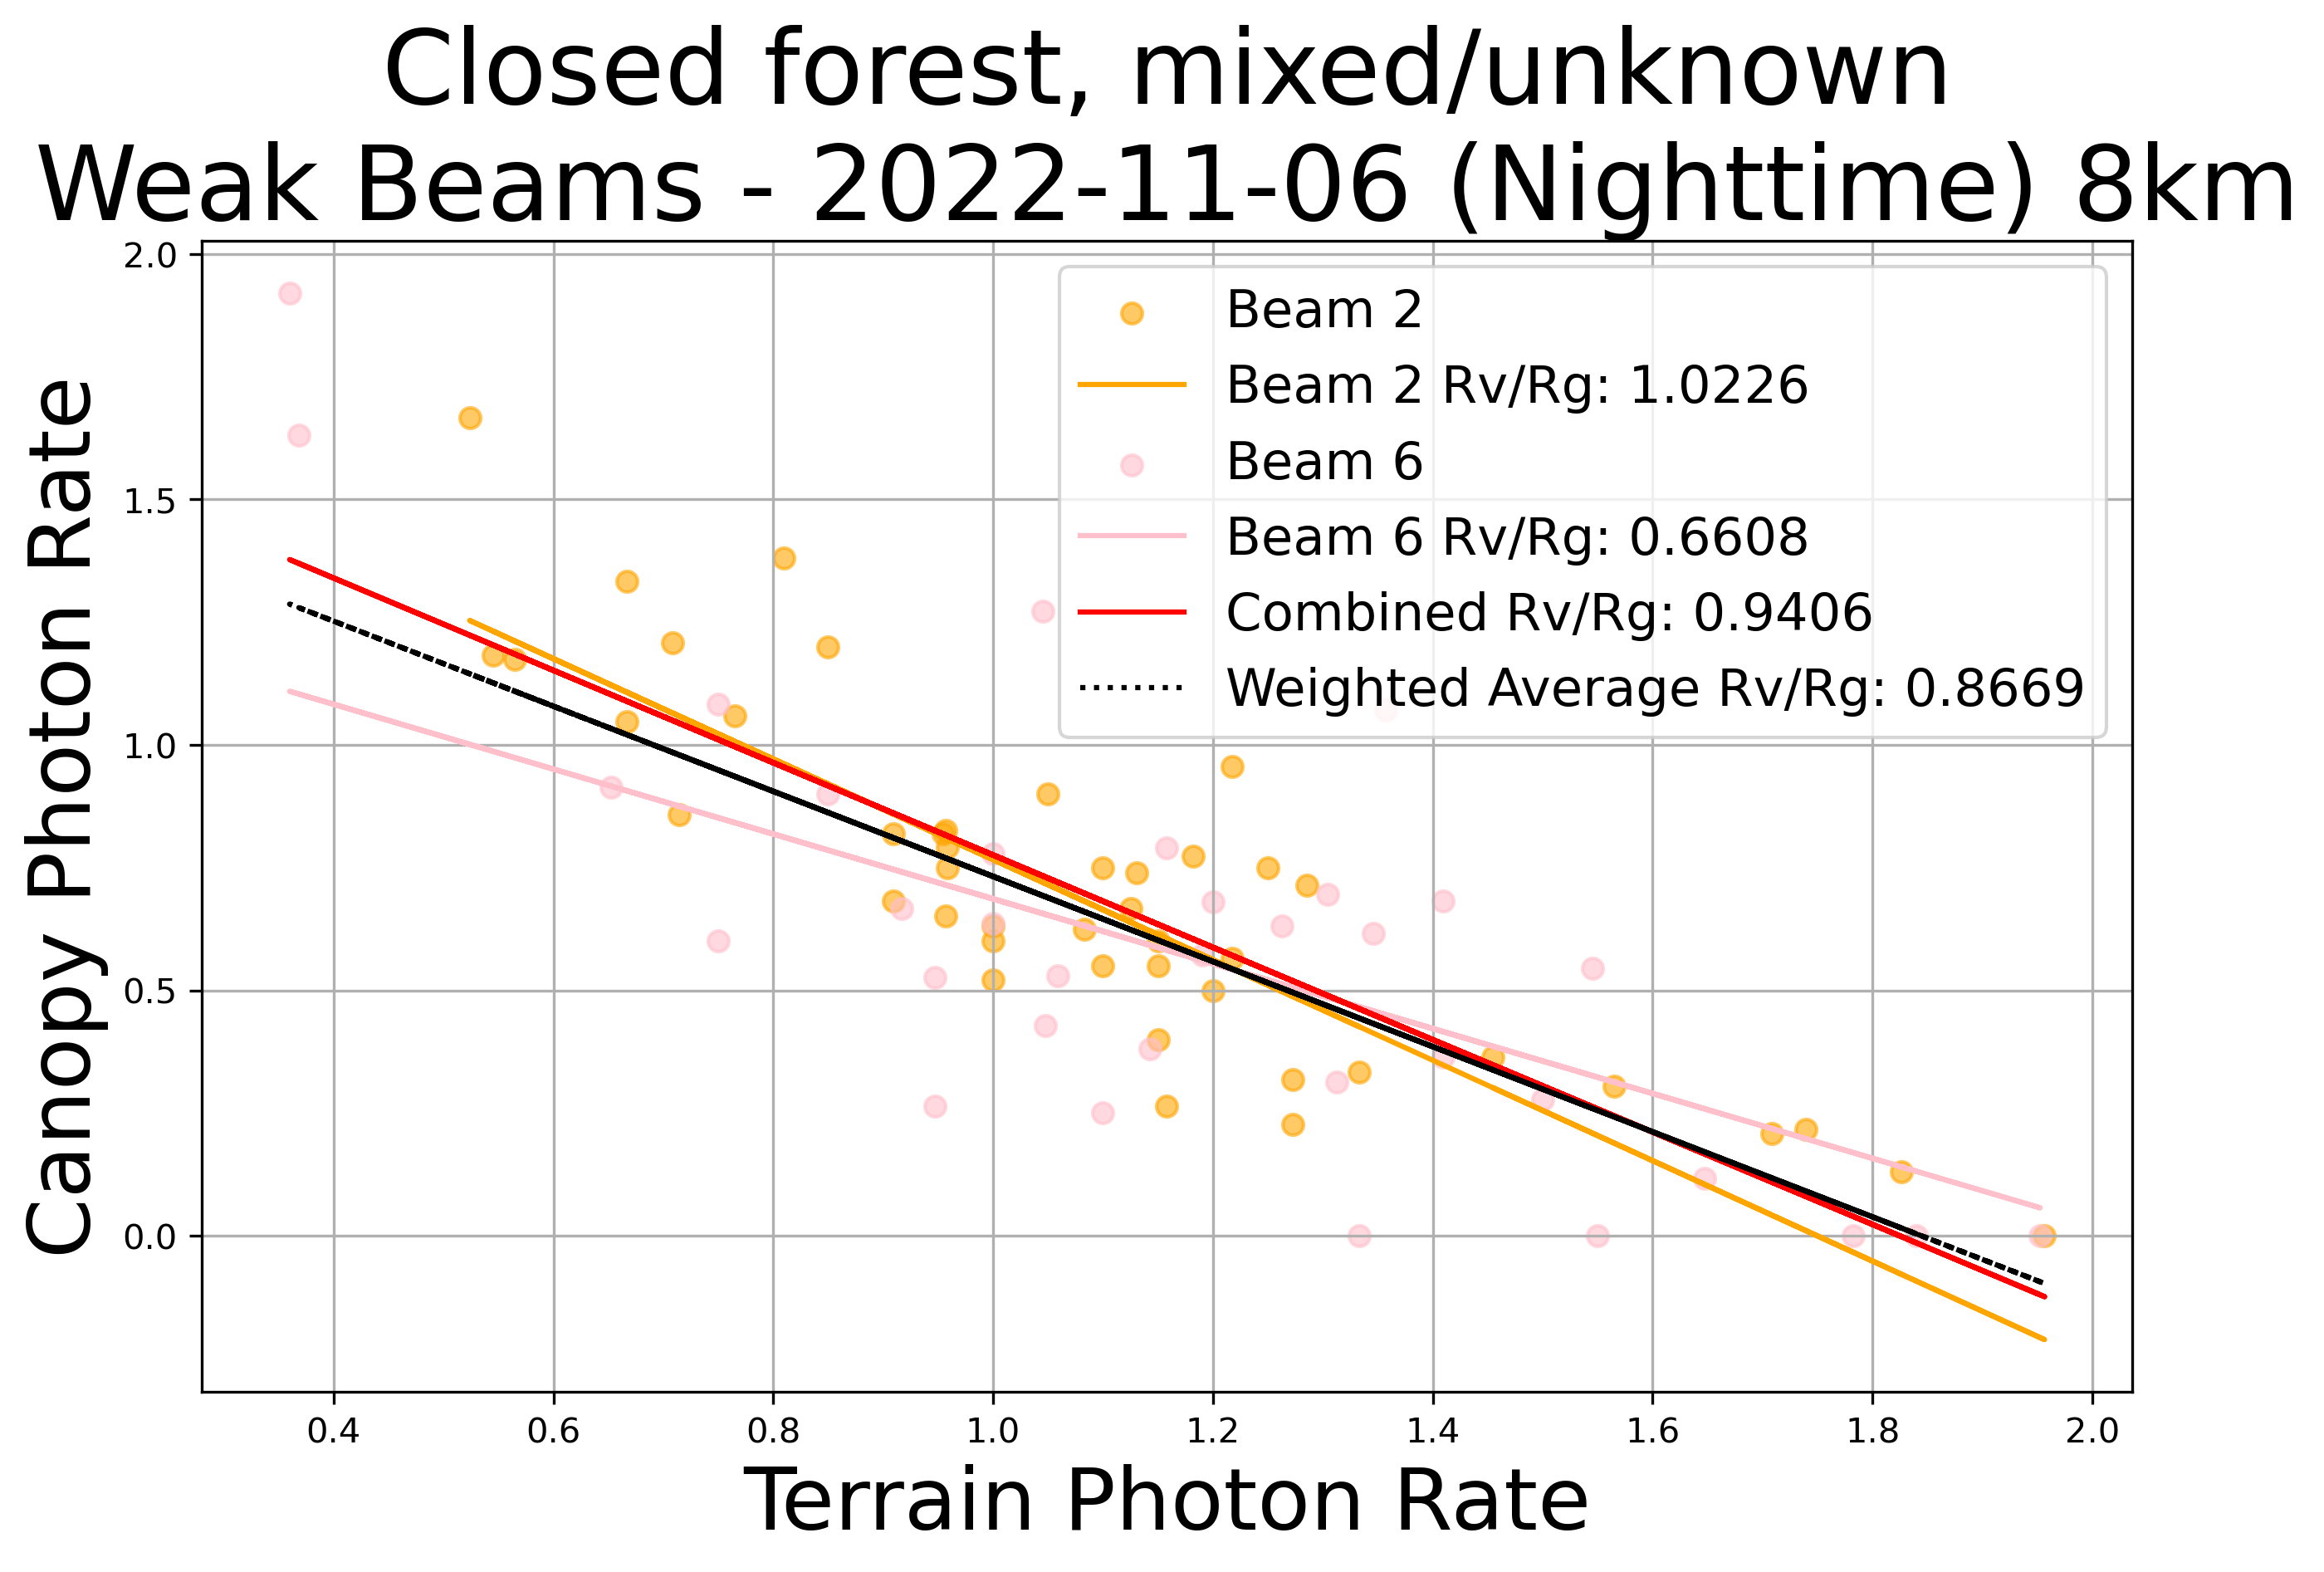 Closed forest, mixed/unknown
Weak Beams - 2022-11-06 (Nighttime) 8km
2.0
1.5
1.0
0.5
0.0
Canopy Photon Rate
Beam 2
Beam 2 Rv/Rg: 1.0226
Beam 6
Beam 6 Rv/Rg: 0.6608
Combined Rv/Rg: 0.9406
Weighted Average Rv/Rg: 0.8669
0.4 0.6 0.8 1.0 1.2 1.4 1.6 1.8 2.0
Terrain Photon Rate